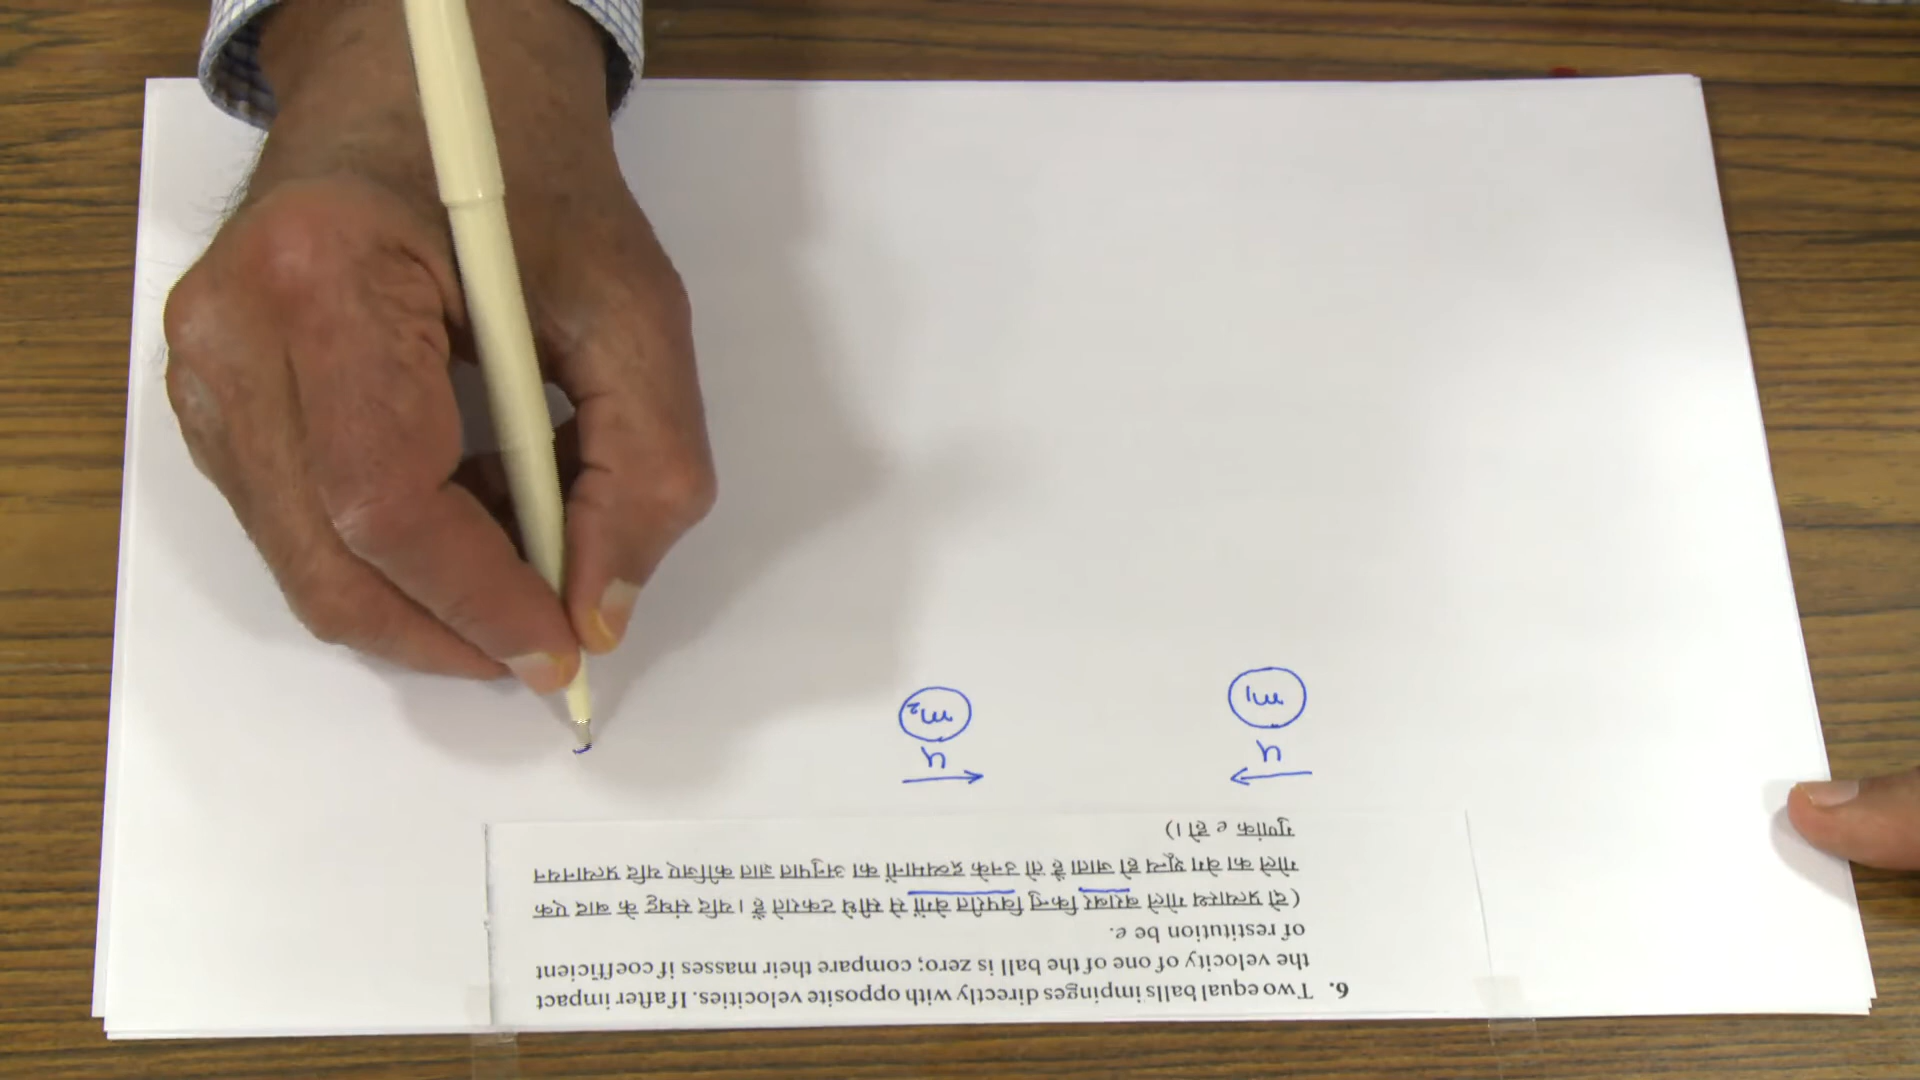 6. Two equal balls impinges directly with opposite velocities. If after impact
the velocity of one of the ball is zero; compare their masses if coefficient
of restitution be e.
(दो प्रत्यास्थ गोले बराबर किन्तु विपरीत वेगों से सीधे टकराते हैं। यदि संघट्ट के बाद एक
गोले का वेग शून्य हो जाता है तो उनके द्रव्यमानों का अनुपात ज्ञात कीजिए यदि प्रत्यानयन
गुणांक e हो।)
u u
m1 m2